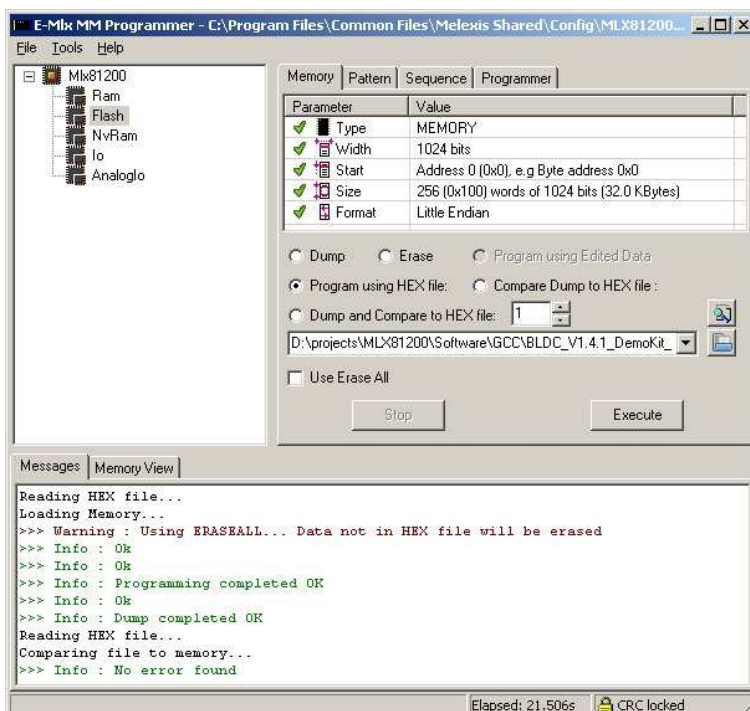 E-Mlx MM Programmer - C:\Program Files\Common Files\Melexis Shared\Config\MLX81200...
File Tools Help
Mlx81200
Ram
Flash
NvRam
Io
AnalogIo
Memory Pattern Sequence Programmer
Parameter Value
Type MEMORY
Width 1024 bits
Start Address 0 (0x0), e.g Byte address 0x0
Size 256 (0x100) words of 1024 bits (32.0 KBytes)
Format Little Endian
Dump Erase Program using Edited Data
Program using HEX file: Compare Dump to HEX file :
Dump and Compare to HEX file: 1
D:\projects\MLX81200\Software\GCC\BLDC_V1.4.1_DemoKit_
Use Erase All
Stop Execute
Messages Memory View
Reading HEX file...
Loading Memory...
>>> Warning : Using ERASEALL... Data not in HEX file will be erased
>>> Info : Ok
>>> Info : Ok
>>> Info : Programming completed OK
>>> Info : Ok
>>> Info : Dump completed OK
Reading HEX file...
Comparing file to memory...
>>> Info : No error found
Elapsed: 21.506s CRC locked